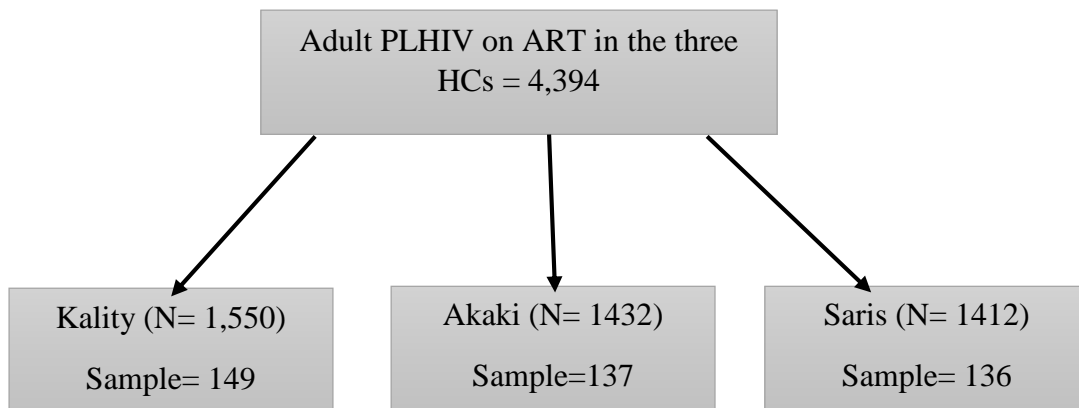 Adult PLHIV on ART in the three
HCs = 4,394
Kality (N= 1,550)
Sample= 149
Akaki (N= 1432)
Sample=137
Saris (N= 1412)
Sample= 136